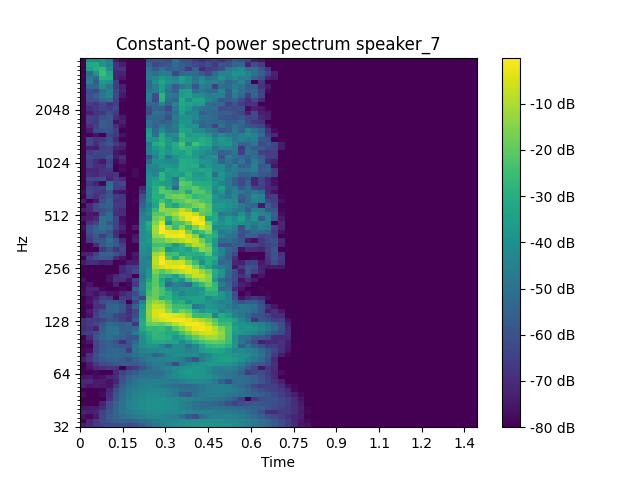 Constant-Q power spectrum speaker_7
Hz
2048
1024
512
256
128
64
32
0 0.15 0.3 0.45 0.6 0.75 0.9 1.1 1.2 1.4
Time
-10 dB
-20 dB
-30 dB
-40 dB
-50 dB
-60 dB
-70 dB
-80 dB